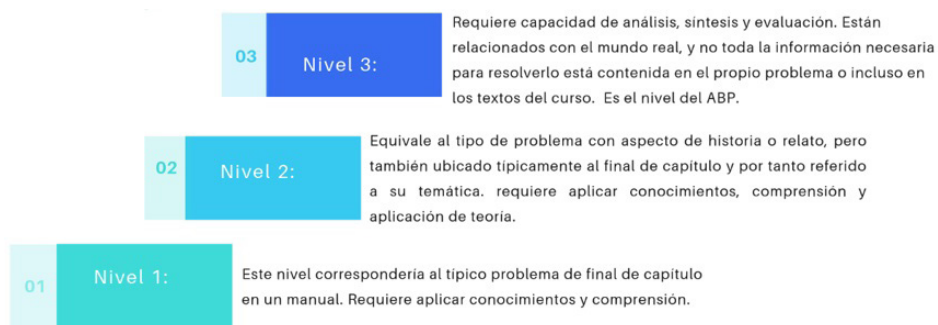 03
Nivel 3:
Requiere capacidad de análisis, síntesis y evaluación. Están
relacionados con el mundo real, y no toda la información necesaria
para resolverlo está contenida en el propio problema o incluso en
los textos del curso. Es el nivel del ABP.
02
Nivel 2:
Equivale al tipo de problema con aspecto de historia o relato, pero
también ubicado típicamente al final de capítulo y por tanto referido
a su temática. requiere aplicar conocimientos, comprensión y
aplicación de teoría.
01
Nivel 1:
Este nivel correspondería al típico problema de final de capítulo
en un manual. Requiere aplicar conocimientos y comprensión.